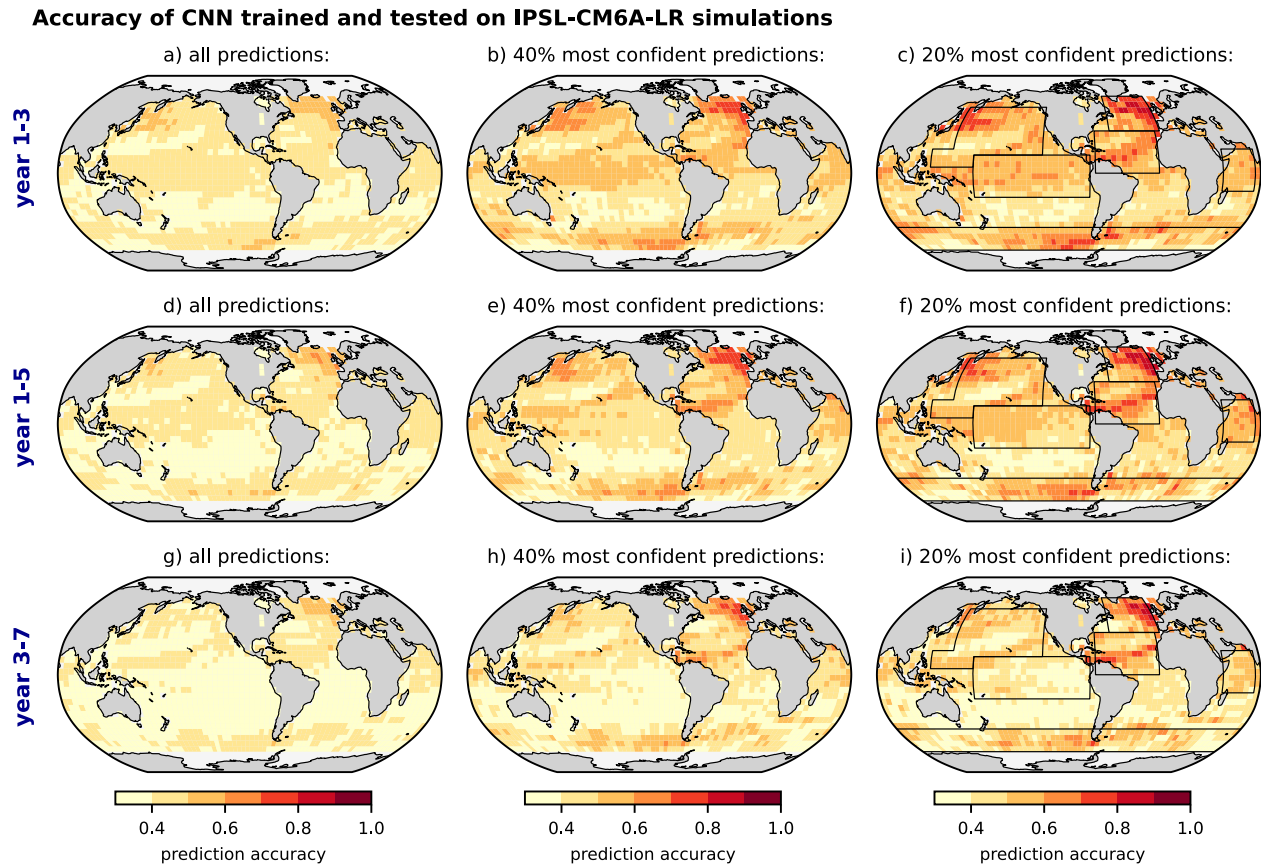 Accuracy of CNN trained and tested on IPSL-CM6A-LR simulations
a) all predictions:
b) 40% most confident predictions:
c) 20% most confident predictions:
year 1-3
d) all predictions:
e) 40% most confident predictions:
f) 20% most confident predictions:
year 1-5
g) all predictions:
h) 40% most confident predictions:
i) 20% most confident predictions:
year 3-7
0.4 0.6 0.8 1.0
prediction accuracy
0.4 0.6 0.8 1.0
prediction accuracy
0.4 0.6 0.8 1.0
prediction accuracy